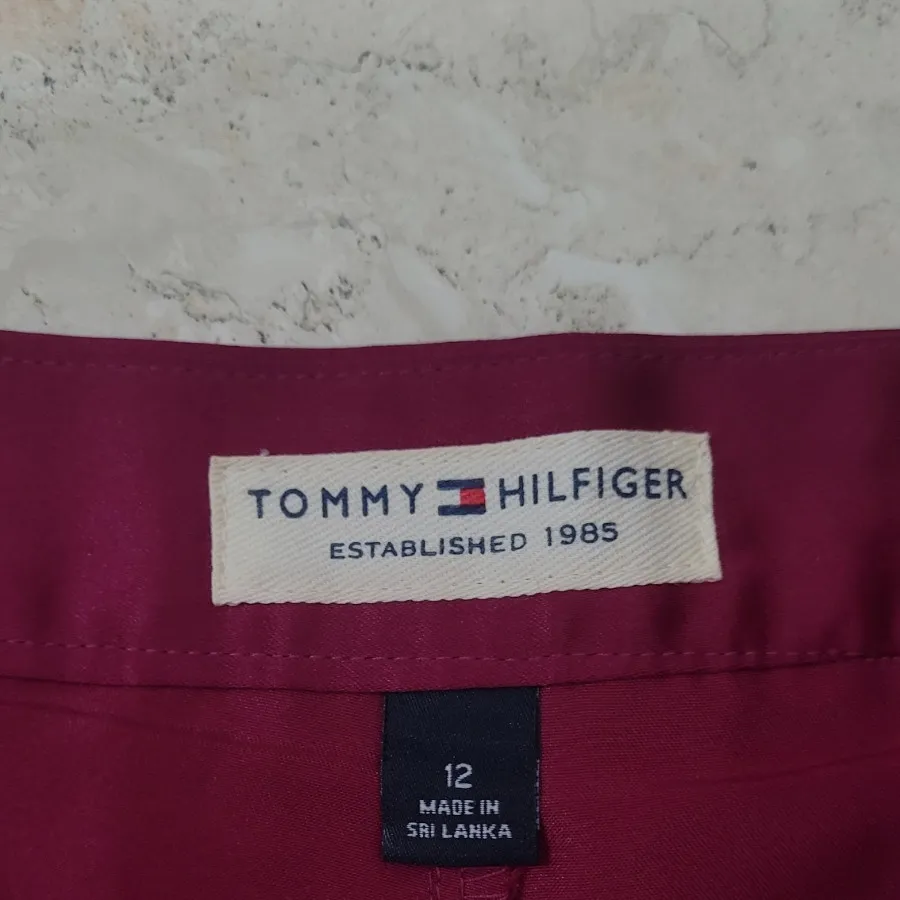 TOMMY HILFIGER
ESTABLISHED 1985
12
MADE IN
SRI LANKA